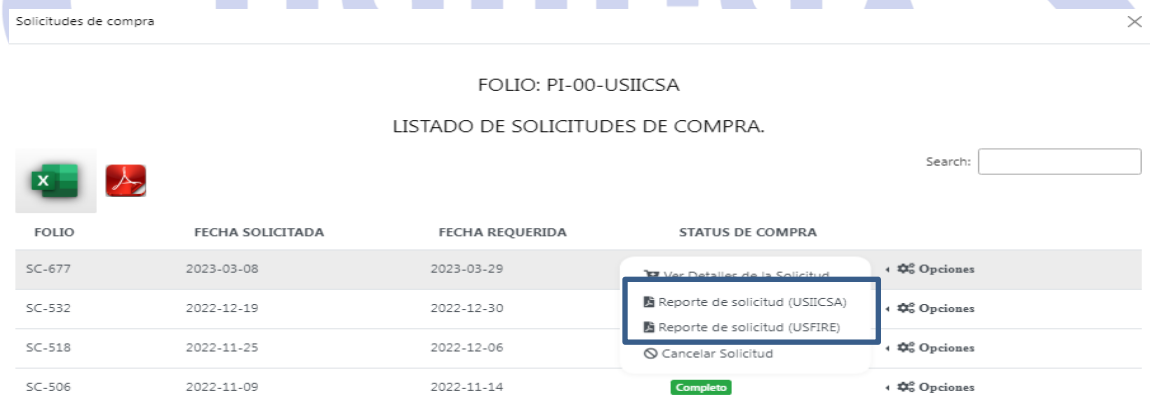 Solicitudes de compra
FOLIO: PI-00-USIICSA
LISTADO DE SOLICITUDES DE COMPRA.
Search:
FOLIO FECHA SOLICITADA FECHA REQUERIDA STATUS DE COMPRA
SC-677 2023-03-08 2023-03-29 Ver Detalles de la Solicitud Opciones
Reporte de solicitud (USIICSA)
SC-532 2022-12-19 2022-12-30 Opciones
Reporte de solicitud (USFIRE)
SC-518 2022-11-25 2022-12-06 Cancelar Solicitud Opciones
SC-506 2022-11-09 2022-11-14 Completo Opciones